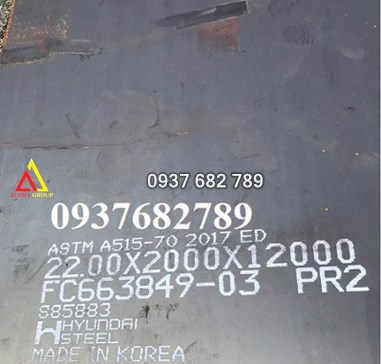 0937 682 789
GROUP
0937682789
ASTM A515-70 2017 ED
22.00X2000X12000
FC663849-03 PR2
S85883
HYUNDAI
STEEL
MADE IN KOREA